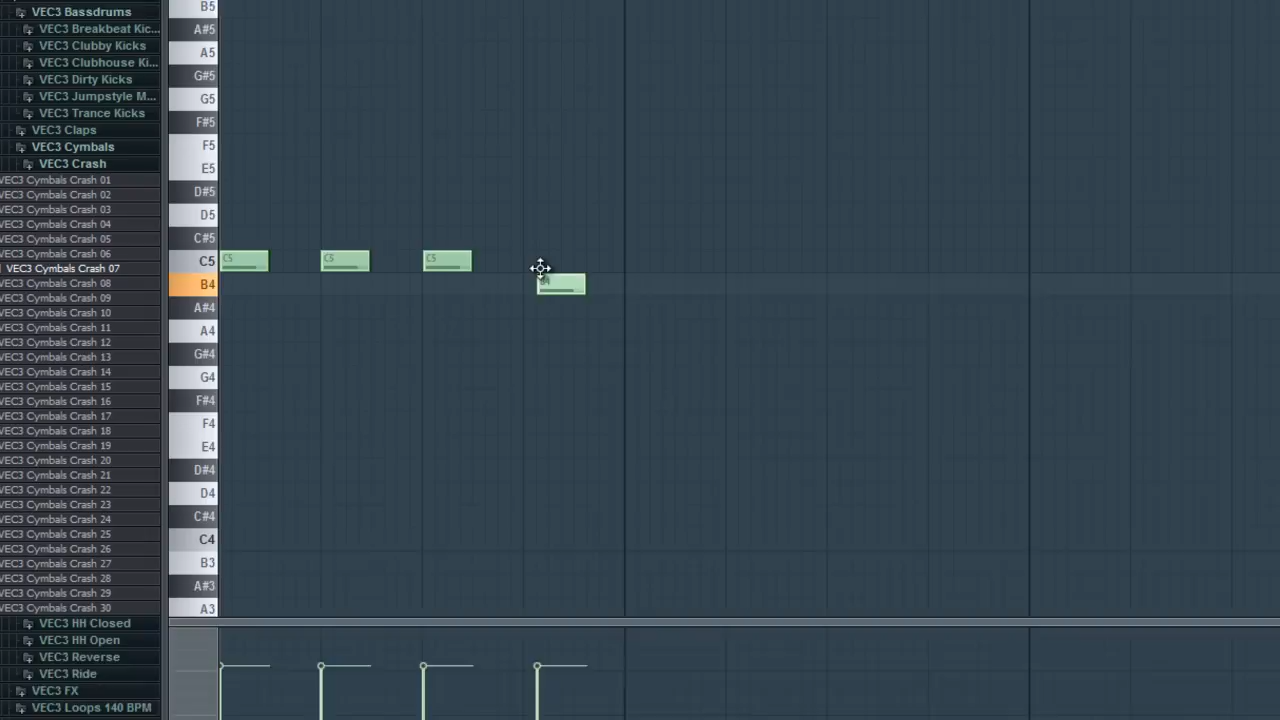 VEC3 Bassdrums
VEC3 Breakbeat Kic...
VEC3 Clubby Kicks
VEC3 Clubhouse Ki...
VEC3 Dirty Kicks
VEC3 Jumpstyle M...
VEC3 Trance Kicks
VEC3 Claps
VEC3 Cymbals
VEC3 Crash
VEC3 Cymbals Crash 01
VEC3 Cymbals Crash 02
VEC3 Cymbals Crash 03
VEC3 Cymbals Crash 04
VEC3 Cymbals Crash 05
VEC3 Cymbals Crash 06
VEC3 Cymbals Crash 07
VEC3 Cymbals Crash 08
VEC3 Cymbals Crash 09
VEC3 Cymbals Crash 10
VEC3 Cymbals Crash 11
VEC3 Cymbals Crash 12
VEC3 Cymbals Crash 13
VEC3 Cymbals Crash 14
VEC3 Cymbals Crash 15
VEC3 Cymbals Crash 16
VEC3 Cymbals Crash 17
VEC3 Cymbals Crash 18
VEC3 Cymbals Crash 19
VEC3 Cymbals Crash 20
VEC3 Cymbals Crash 21
VEC3 Cymbals Crash 22
VEC3 Cymbals Crash 23
VEC3 Cymbals Crash 24
VEC3 Cymbals Crash 25
VEC3 Cymbals Crash 26
VEC3 Cymbals Crash 27
VEC3 Cymbals Crash 28
VEC3 Cymbals Crash 29
VEC3 Cymbals Crash 30
VEC3 HH Closed
VEC3 HH Open
VEC3 Reverse
VEC3 Ride
VEC3 FX
VEC3 Loops 140 BPM
B5
A#5
A5
G#5
G5
F#5
F5
E5
D#5
D5
C#5
C5
B4
A#4
A4
G#4
G4
F#4
F4
E4
D#4
D4
C#4
C4
B3
A#3
A3
C5
C5
C5